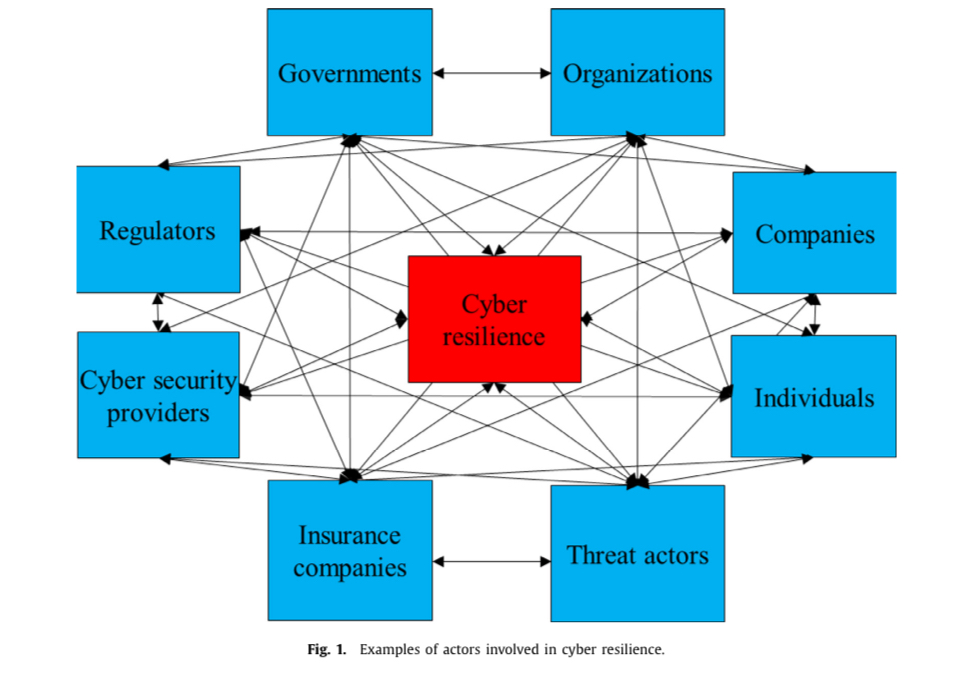 Governments
Organizations
Regulators
Companies
Cyber
resilience
Cyber security
providers
Individuals
Insurance
companies
Threat actors
Fig. 1. Examples of actors involved in cyber resilience.